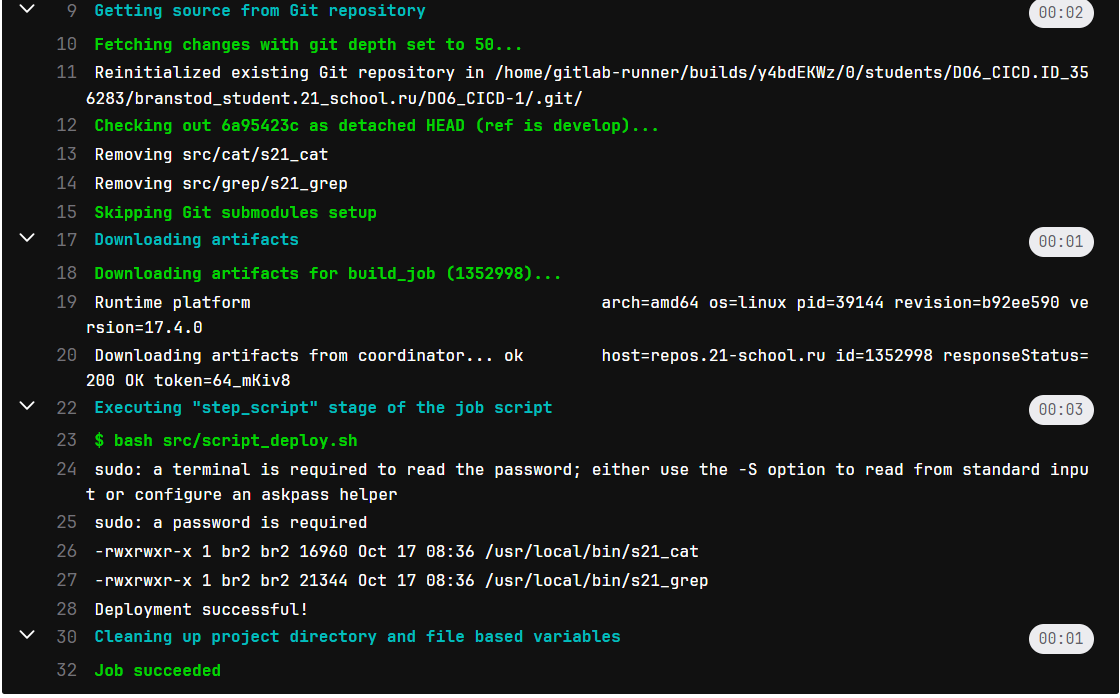 9 Getting source from Git repository 00:02
10 Fetching changes with git depth set to 50...
11 Reinitialized existing Git repository in /home/gitlab-runner/builds/y4bdEKWz/0/students/DO6_CICD.ID_35
6283/branstod_student.21_school.ru/DO6_CICD-1/.git/
12 Checking out 6a95423c as detached HEAD (ref is develop)...
13 Removing src/cat/s21_cat
14 Removing src/grep/s21_grep
15 Skipping Git submodules setup
17 Downloading artifacts 00:01
18 Downloading artifacts for build_job (1352998)...
19 Runtime platform arch=amd64 os=linux pid=39144 revision=b92ee590 ve
rsion=17.4.0
20 Downloading artifacts from coordinator... ok host=repos.21-school.ru id=1352998 responseStatus=
200 OK token=64_mKiv8
22 Executing "step_script" stage of the job script 00:03
23 $ bash src/script_deploy.sh
24 sudo: a terminal is required to read the password; either use the -S option to read from standard inpu
t or configure an askpass helper
25 sudo: a password is required
26 -rwxrwxr-x 1 br2 br2 16960 Oct 17 08:36 /usr/local/bin/s21_cat
27 -rwxrwxr-x 1 br2 br2 21344 Oct 17 08:36 /usr/local/bin/s21_grep
28 Deployment successful!
30 Cleaning up project directory and file based variables 00:01
32 Job succeeded